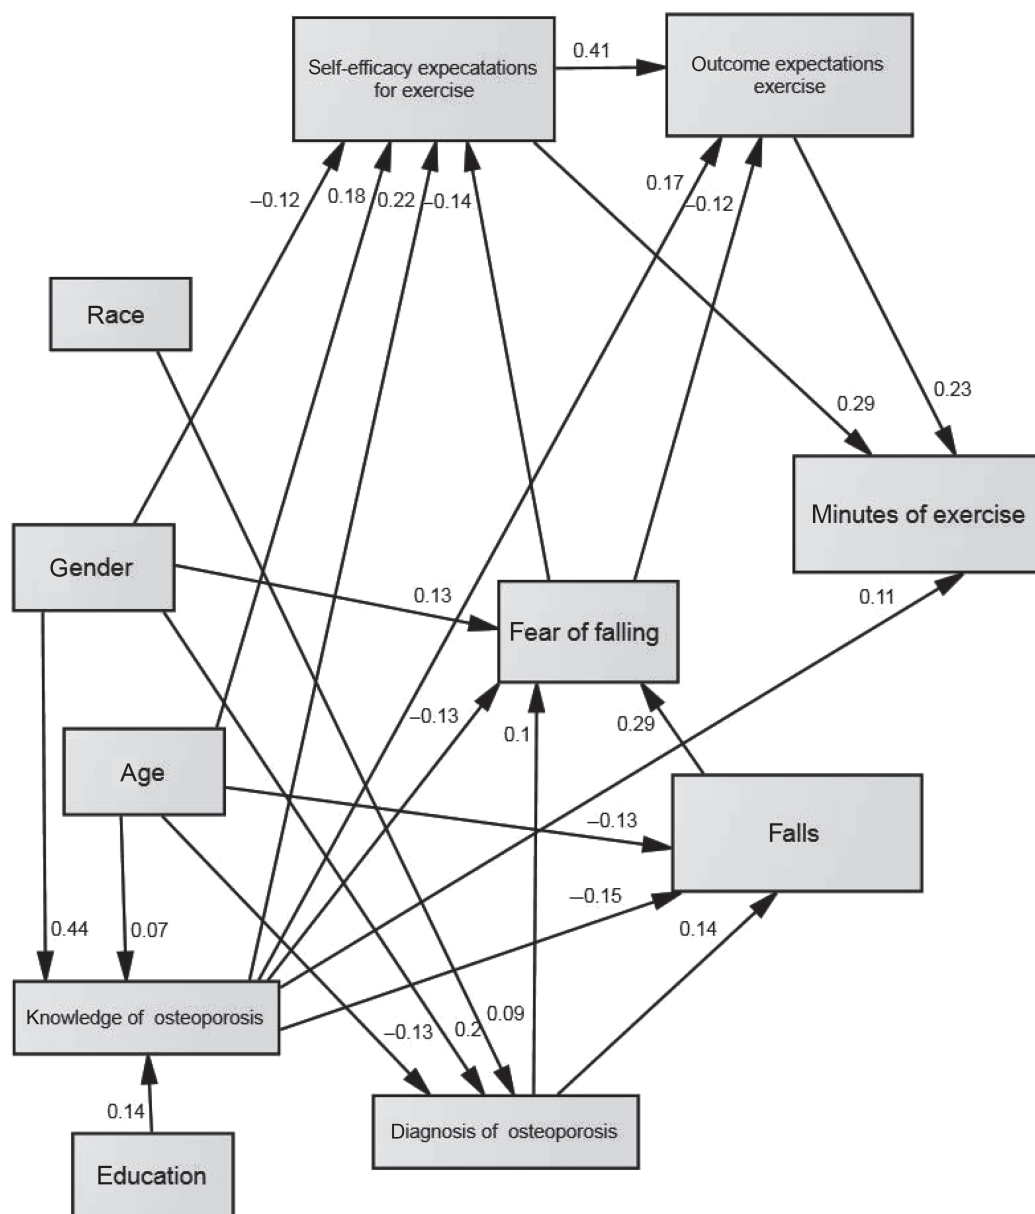 Self-efficacy expecatations
for exercise
0.41
Outcome expectations
exercise
–0.12
0.18
0.22
–0.14
0.17
–0.12
Race
0.29
0.23
Minutes of exercise
Gender
0.13
Fear of falling
0.11
–0.13
0.1
0.29
Age
–0.13
Falls
–0.15
0.14
0.44
0.07
Knowledge of osteoporosis
–0.13
0.2
0.09
0.14
Diagnosis of osteoporosis
Education